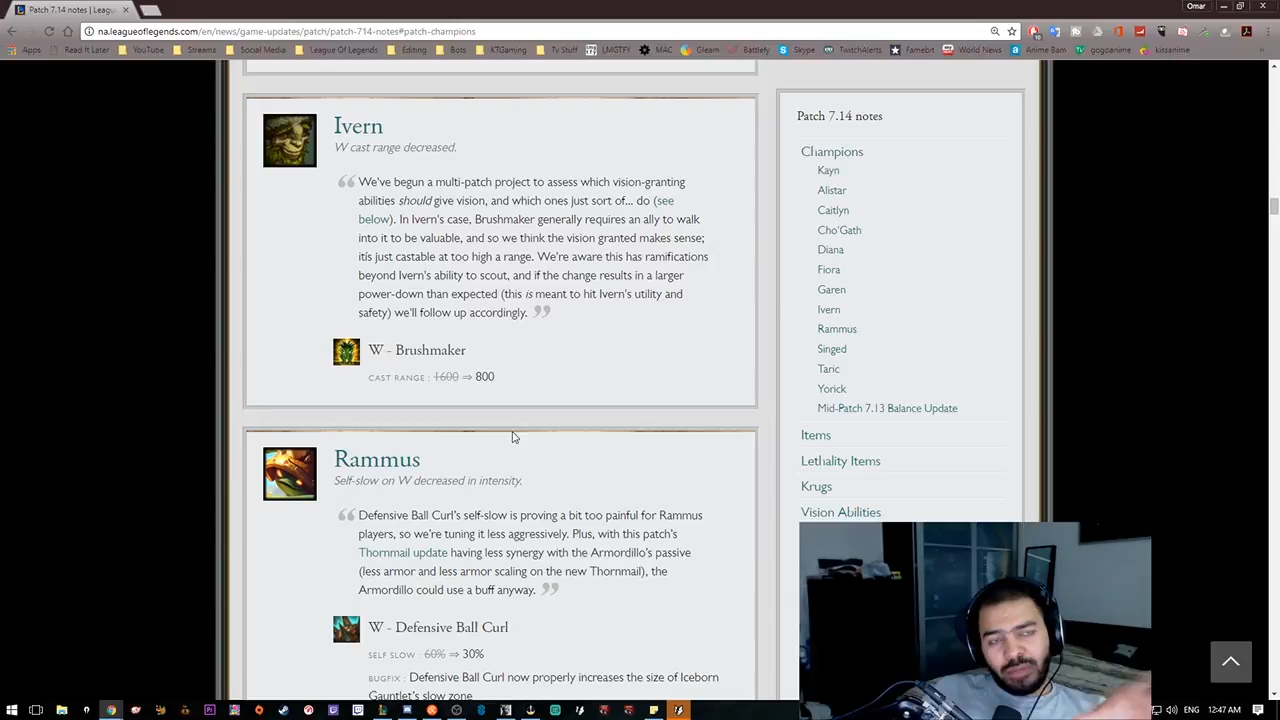 Patch 7.14 notes | Leagu
Omar
na.leagueoflegends.com/en/news/game-updates/patch/patch-714-notes#patch-champions
Apps
Read It Later
YouTube
Streams
Social Media
League Of Legends
Editing
Bots
KTGaming
Tv Stuff
LMGTFY
MAC
Gleam
Battlefy
Skype
TwitchAlerts
Famebit
World News
Anime Bam
gogoanime
kissanime
Ivern
W cast range decreased.
We've begun a multi-patch project to assess which vision-granting
abilities should give vision, and which ones just sort of... do (see
below). In Ivern's case, Brushmaker generally requires an ally to walk
into it to be valuable, and so we think the vision granted makes sense;
itís just castable at too high a range. We're aware this has ramifications
beyond Ivern's ability to scout, and if the change results in a larger
power-down than expected (this is meant to hit Ivern's utility and
safety) we'll follow up accordingly.
W - Brushmaker
CAST RANGE : 1600 ⇒ 800
Rammus
Self-slow on W decreased in intensity.
Defensive Ball Curl's self-slow is proving a bit too painful for Rammus
players, so we're tuning it less aggressively. Plus, with this patch's
Thornmail update having less synergy with the Armordillo's passive
(less armor and less armor scaling on the new Thornmail), the
Armordillo could use a buff anyway.
W - Defensive Ball Curl
SELF SLOW : 60% ⇒ 30%
BUGFIX : Defensive Ball Curl now properly increases the size of Iceborn
Gauntlet's slow zone
Patch 7.14 notes
Champions
Kayn
Alistar
Caitlyn
Cho'Gath
Diana
Fiora
Garen
Ivern
Rammus
Singed
Taric
Yorick
Mid-Patch 7.13 Balance Update
Items
Lethality Items
Krugs
Vision Abilities
ENG
12:47 AM